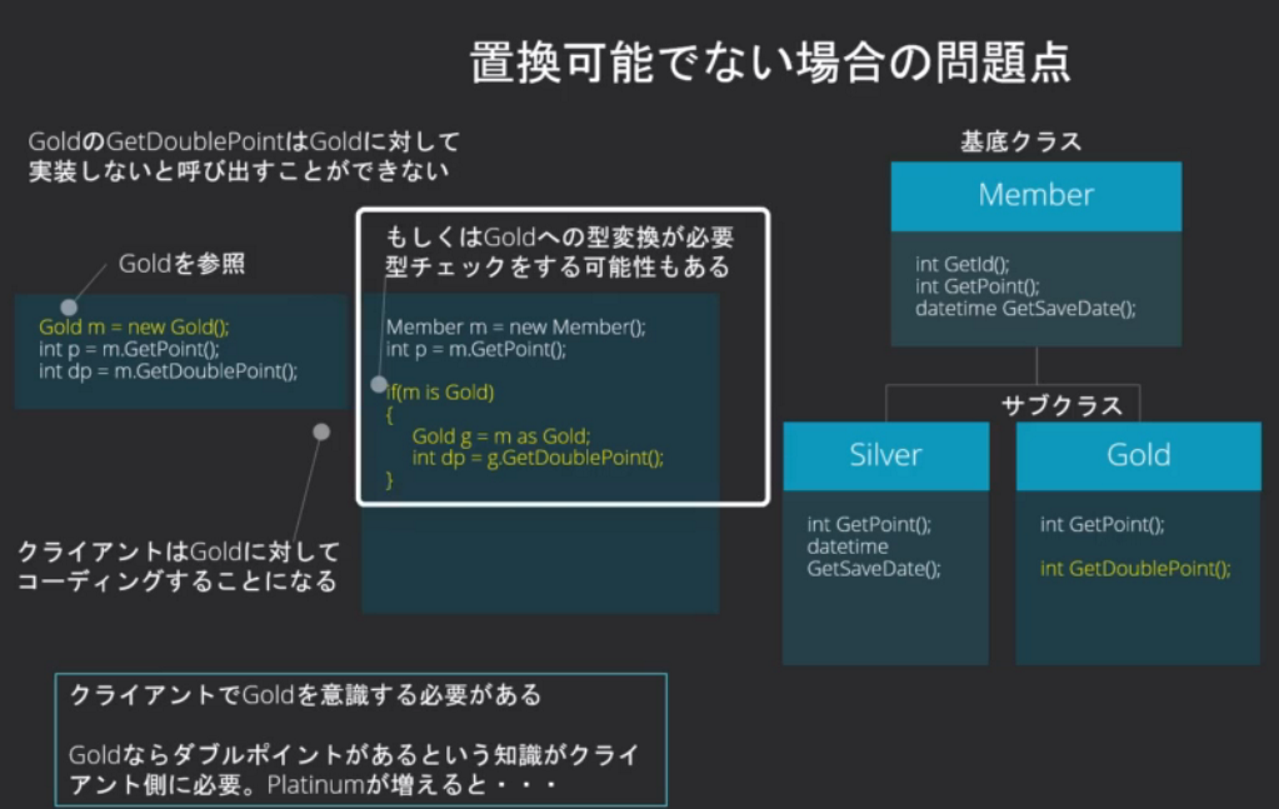 置換可能でない場合の問題点
GoldのGetDoublePointはGoldに対して
実装しないと呼び出すことができない
Goldを参照
Gold m = new Gold();
int p = m.GetPoint();
int dp = m.GetDoublePoint();
クライアントはGoldに対して
コーディングすることになる
もしくはGoldへの型変換が必要
型チェックをする可能性もある
Member m = new Member();
int p = m.GetPoint();
if(m is Gold)
{
Gold g = m as Gold;
int dp = g.GetDoublePoint();
}
基底クラス
Member
int GetId();
int GetPoint();
datetime GetSaveDate();
サブクラス
Silver
int GetPoint();
datetime
GetSaveDate();
Gold
int GetPoint();
int GetDoublePoint();
クライアントでGoldを意識する必要がある
Goldならダブルポイントがあるという知識がクライ
アント側に必要。Platinumが増えると・・・